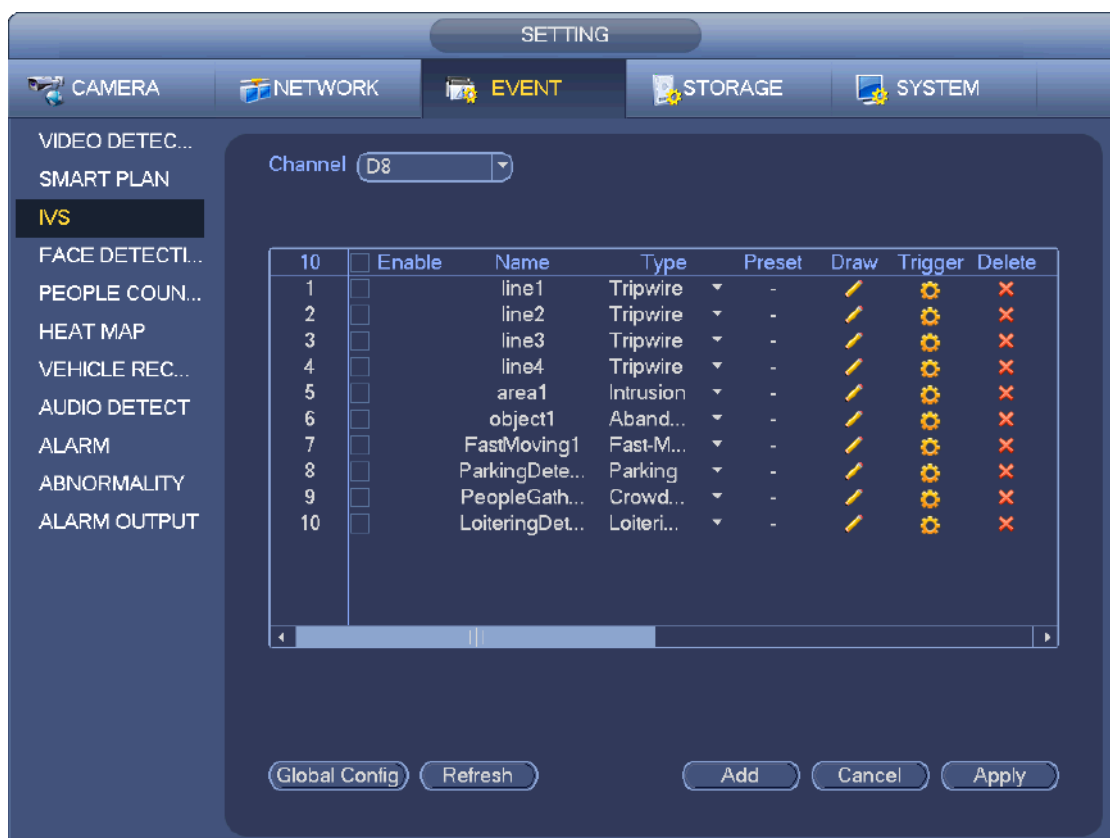 SETTING
CAMERA NETWORK EVENT STORAGE SYSTEM
VIDEO DETEC...
SMART PLAN
IVS
FACE DETECTI...
PEOPLE COUN...
HEAT MAP
VEHICLE REC...
AUDIO DETECT
ALARM
ABNORMALITY
ALARM OUTPUT
Channel D8
10 Enable Name Type Preset Draw Trigger Delete
1 line1 Tripwire -
2 line2 Tripwire -
3 line3 Tripwire -
4 line4 Tripwire -
5 area1 Intrusion -
6 object1 Aband... -
7 FastMoving1 Fast-M... -
8 ParkingDete... Parking -
9 PeopleGath... Crowd... -
10 LoiteringDet... Loiteri... -
Global Config Refresh Add Cancel Apply